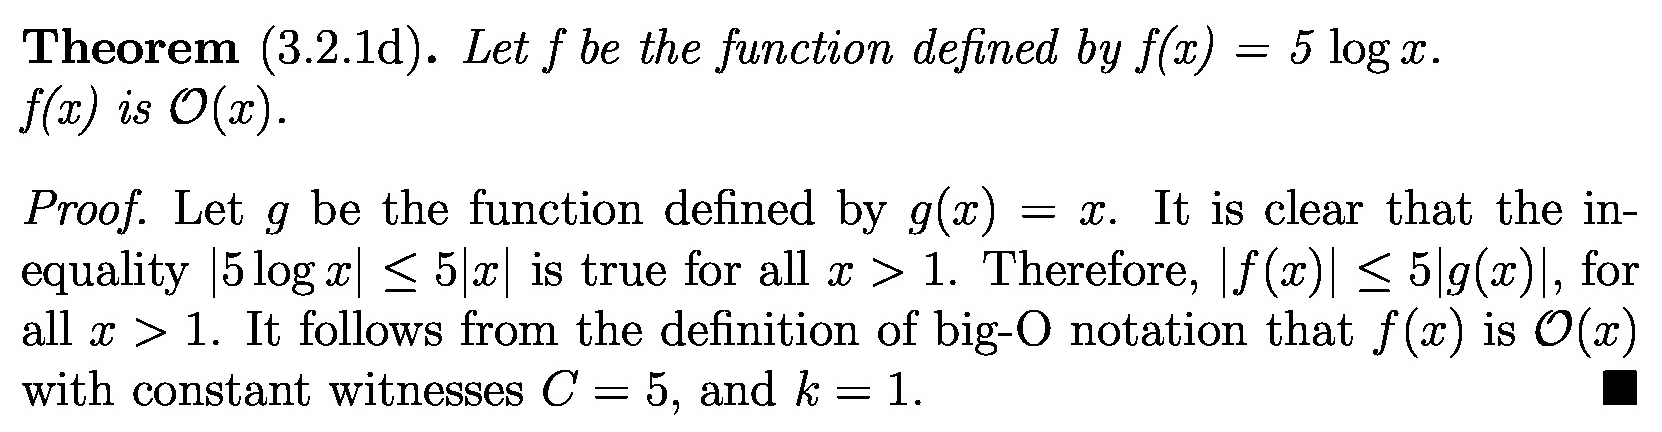 Theorem (3.2.1d). Let f be the function defined by f(x) = 5 log x.
f(x) is 𝒪(x).
Proof. Let g be the function defined by g(x) = x. It is clear that the in-
equality |5 log x| ≤ 5|x| is true for all x > 1. Therefore, |f(x)| ≤ 5|g(x)|, for
all x > 1. It follows from the definition of big-O notation that f(x) is 𝒪(x)
with constant witnesses C = 5, and k = 1. ■